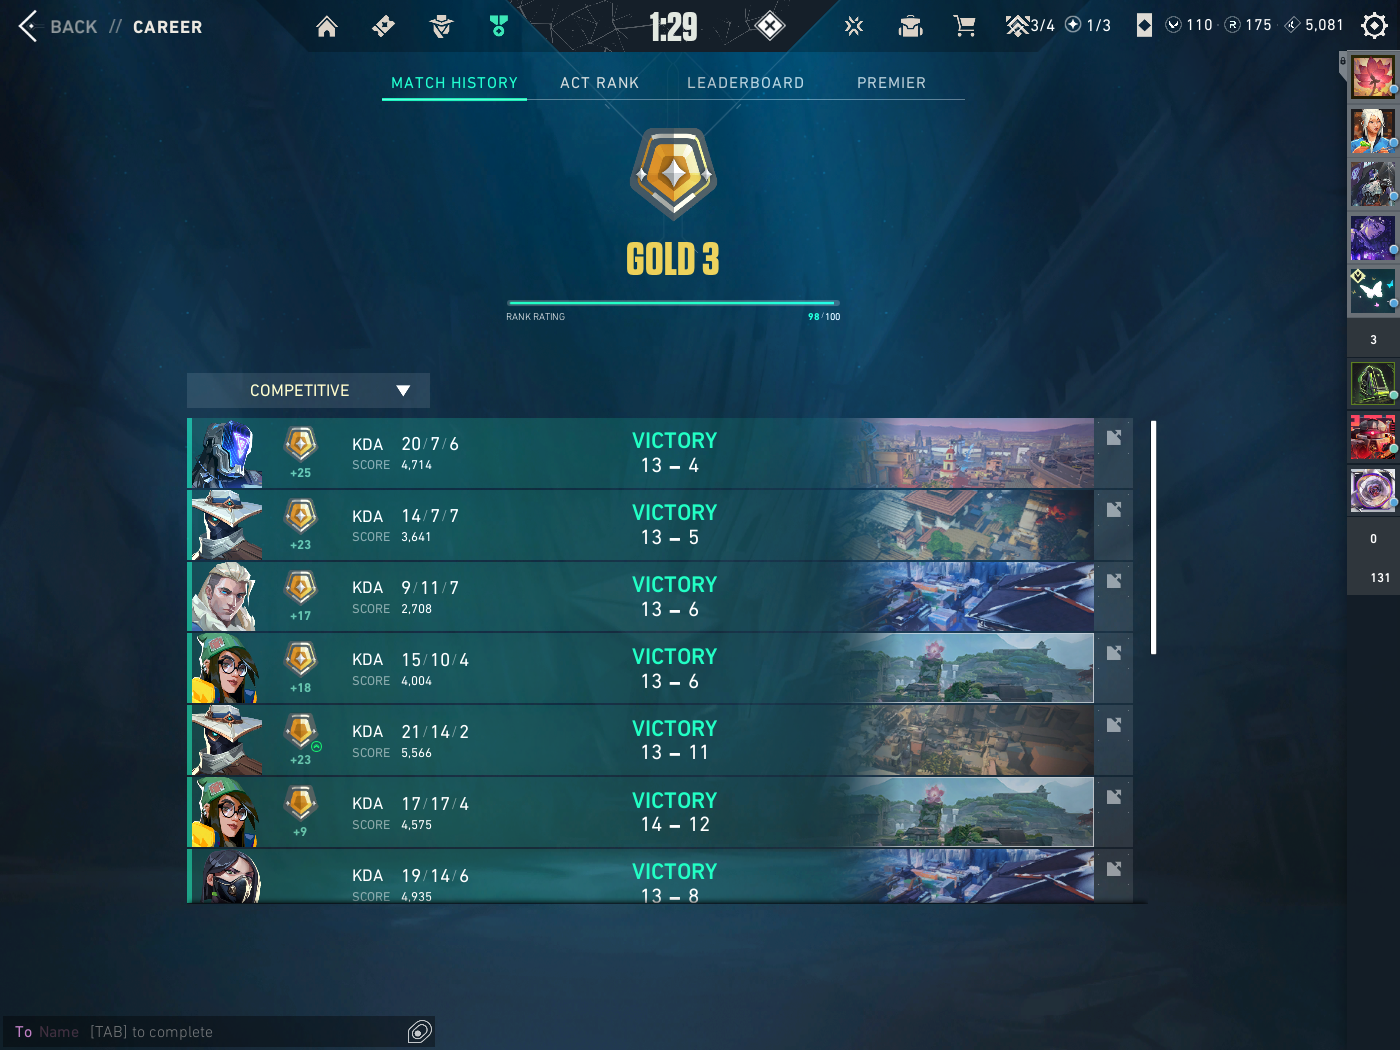 BACK // CAREER
1:29
3/4 1/3 110 175 5,081
MATCH HISTORY ACT RANK LEADERBOARD PREMIER
GOLD 3
RANK RATING 98/100
COMPETITIVE
KDA 20/7/6
SCORE 4,714
+25
VICTORY
13 – 4
KDA 14/7/7
SCORE 3,641
+23
VICTORY
13 – 5
KDA 9/11/7
SCORE 2,708
+17
VICTORY
13 – 6
KDA 15/10/4
SCORE 4,004
+18
VICTORY
13 – 6
KDA 21/14/2
SCORE 5,566
+23
VICTORY
13 – 11
KDA 17/17/4
SCORE 4,575
+9
VICTORY
14 – 12
KDA 19/14/6
SCORE 4,935
VICTORY
13 – 8
3
0
131
To Name [TAB] to complete